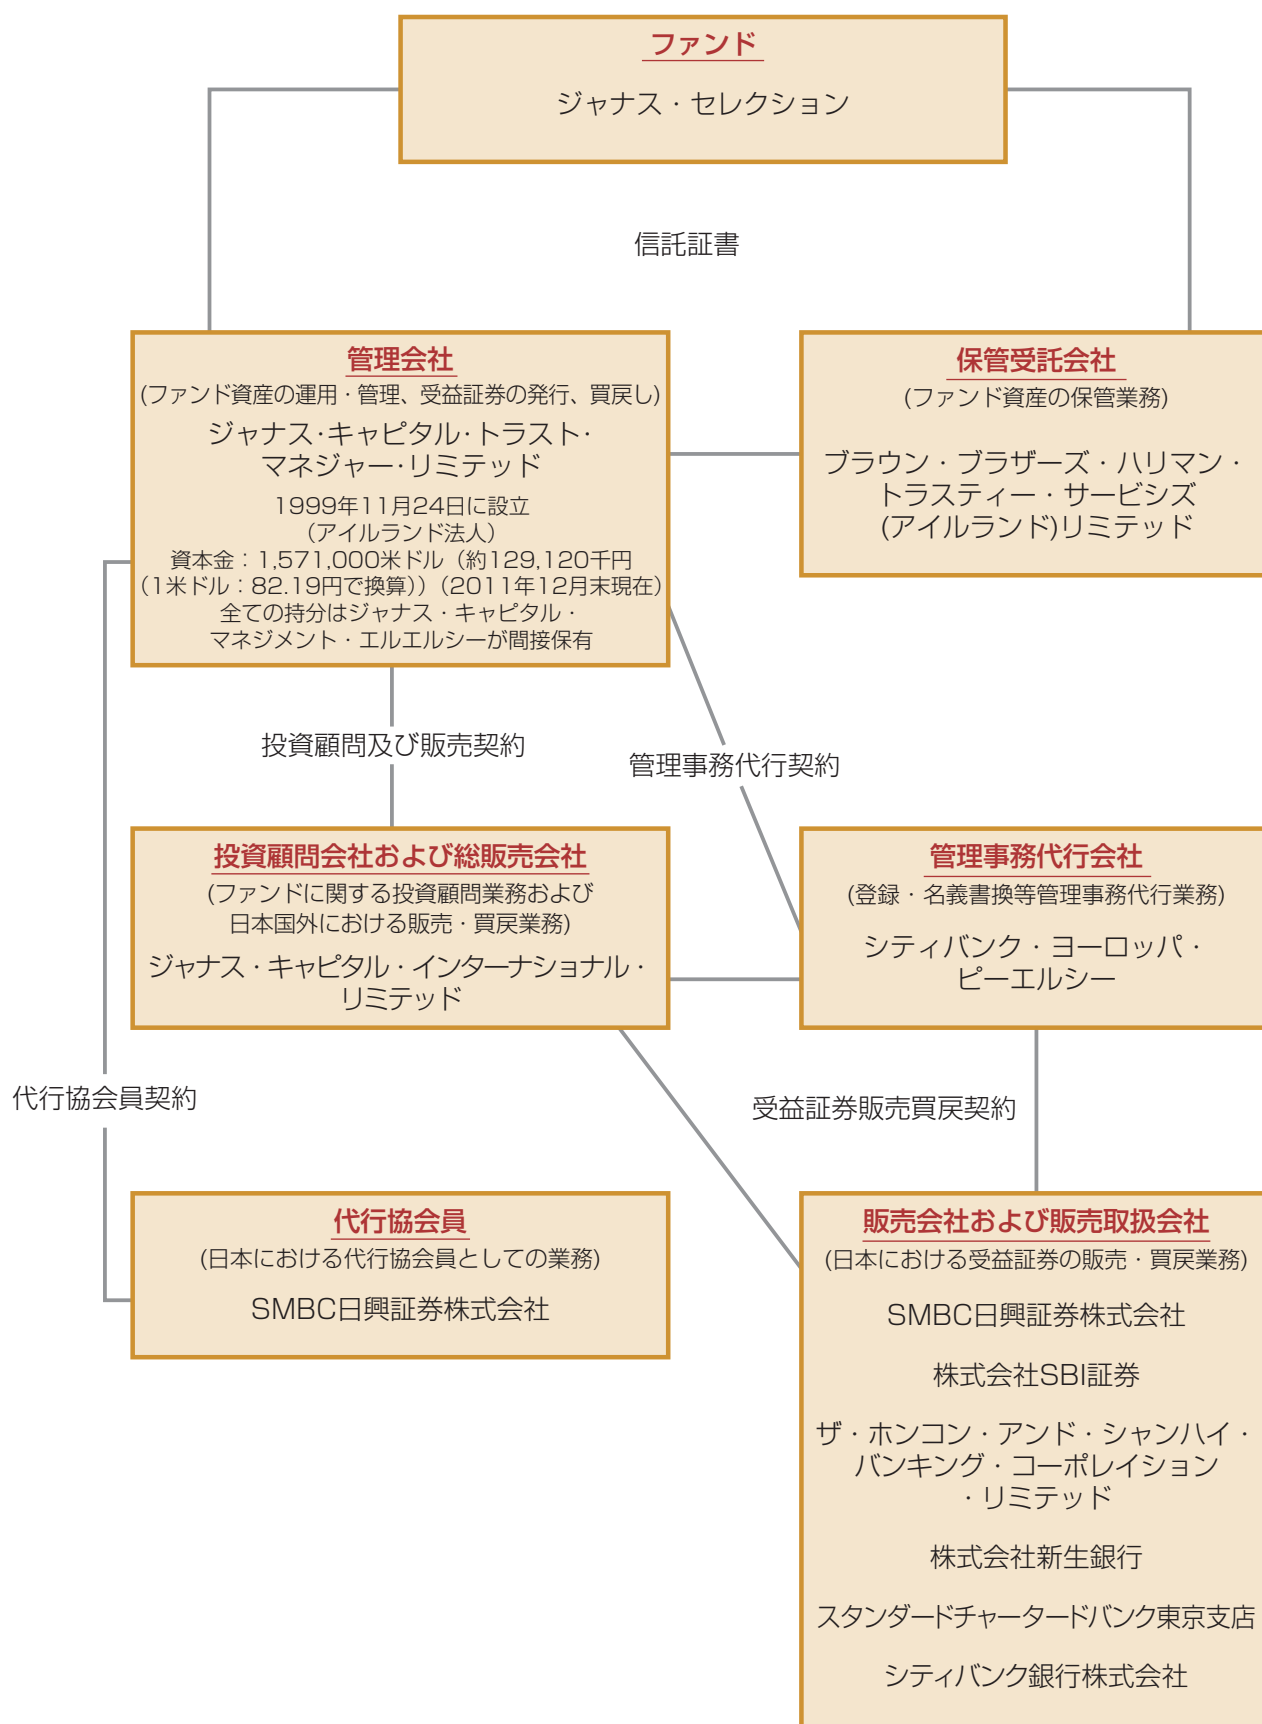 ファンド
ジャナス・セレクション
信託証書
管理会社
(ファンド資産の運用・管理、受益証券の発行、買戻し)
ジャナス・キャピタル・トラスト・
マネジャー・リミテッド
1999年11月24日に設立
（アイルランド法人）
資本金：1,571,000米ドル（約129,120千円
（1米ドル：82.19円で換算））（2011年12月末現在）
全ての持分はジャナス・キャピタル・
マネジメント・エルエルシーが間接保有
保管受託会社
(ファンド資産の保管業務)
ブラウン・ブラザーズ・ハリマン・
トラスティー・サービシズ
(アイルランド)リミテッド
投資顧問及び販売契約
管理事務代行契約
投資顧問会社および総販売会社
(ファンドに関する投資顧問業務および
日本国外における販売・買戻業務)
ジャナス・キャピタル・インターナショナル・
リミテッド
管理事務代行会社
(登録・名義書換等管理事務代行業務)
シティバンク・ヨーロッパ・
ピーエルシー
代行協会員契約
受益証券販売買戻契約
代行協会員
(日本における代行協会員としての業務)
SMBC日興証券株式会社
販売会社および販売取扱会社
(日本における受益証券の販売・買戻業務)
SMBC日興証券株式会社
株式会社SBI証券
ザ・ホンコン・アンド・シャンハイ・
バンキング・コーポレイション
・リミテッド
株式会社新生銀行
スタンダードチャータードバンク東京支店
シティバンク銀行株式会社